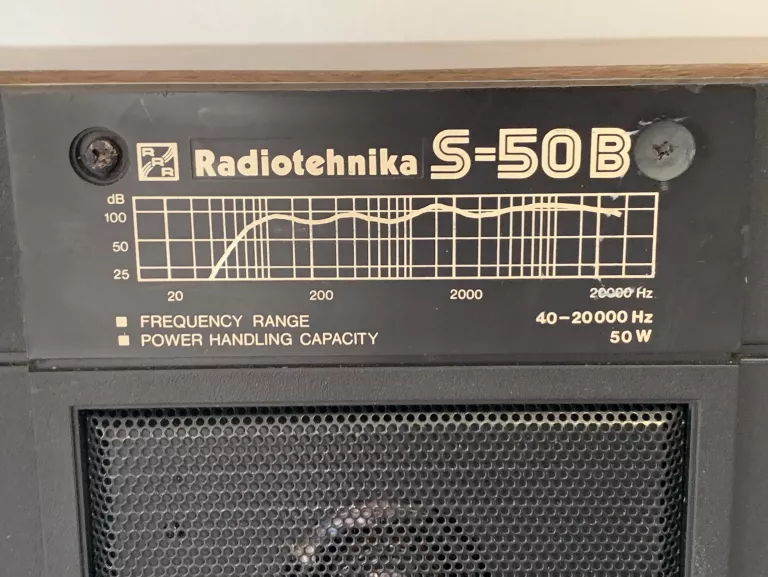 RRR Radiotehnika S-50B
dB
100
50
25
20 200 2000 20000 Hz
FREQUENCY RANGE 40-20000 Hz
POWER HANDLING CAPACITY 50 W